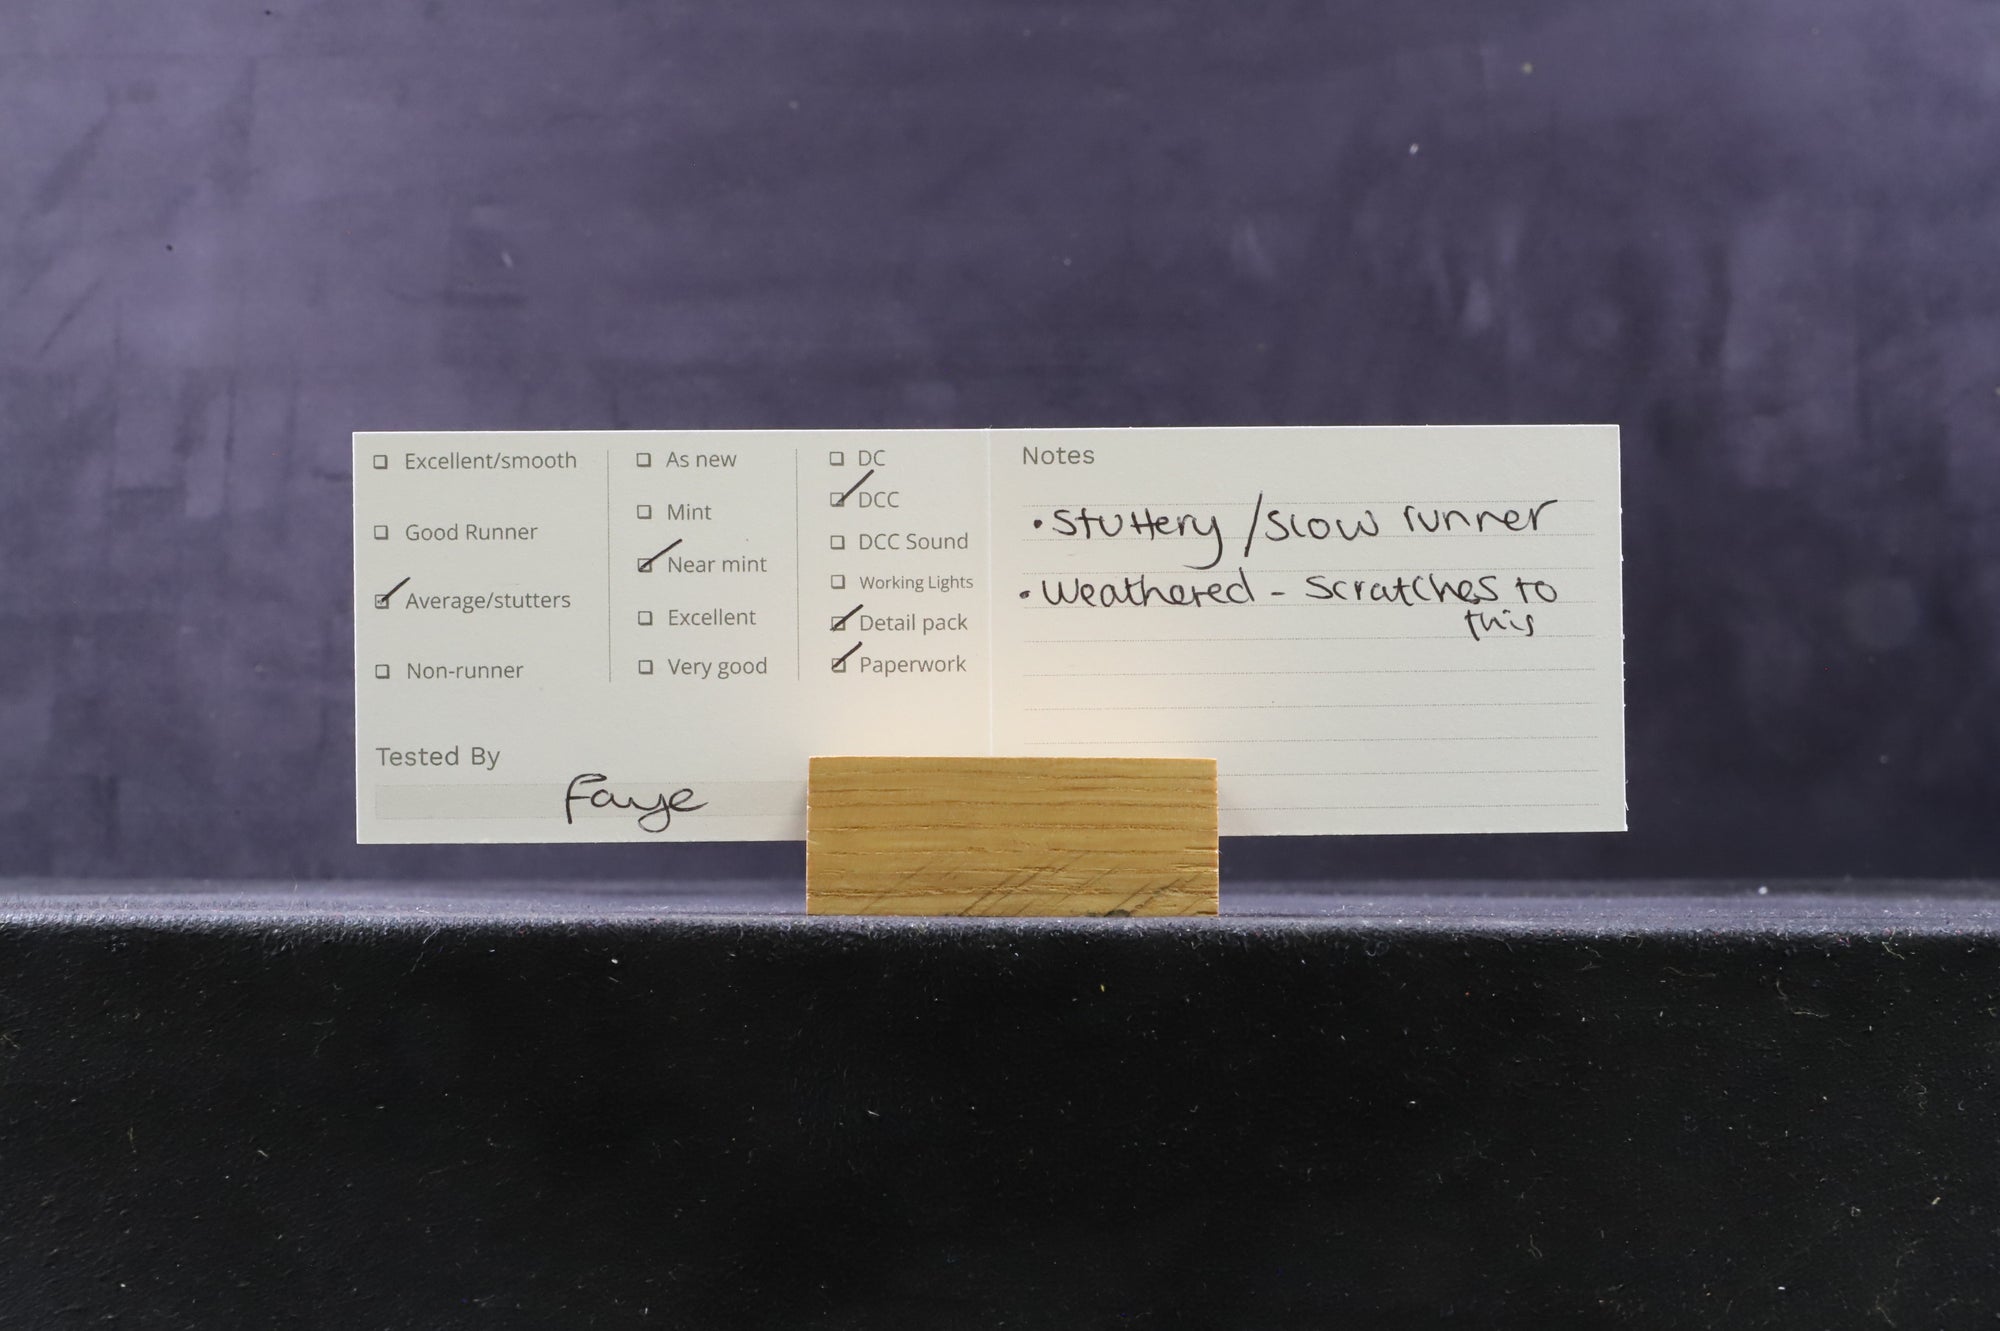 ☐ Excellent/smooth
☐ Good Runner
☑ Average/stutters
☐ Non-runner
☐ As new
☐ Mint
☑ Near mint
☐ Excellent
☐ Very good
☐ DC
☑ DCC
☐ DCC Sound
☐ Working Lights
☑ Detail pack
☑ Paperwork
Tested By
Faye
Notes
• Stuttery / slow runner
• Weathered - scratches to
this